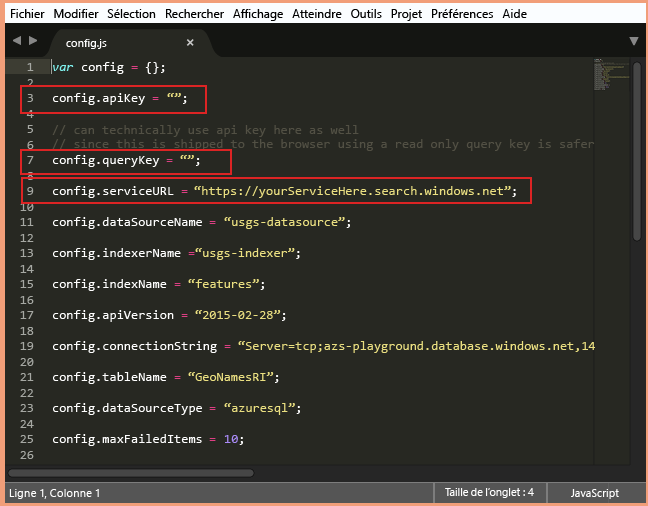 Fichier Modifier Sélection Rechercher Affichage Atteindre Outils Projet Préférences Aide
config.js ×
1 var config = {};
2
3 config.apiKey = “”;
4
5 // can technically use api key here as well
6 // since this is shipped to the browser using a read only query key is safer
7 config.queryKey = “”;
8
9 config.serviceURL = “https://yourServiceHere.search.windows.net”;
10
11 config.dataSourceName = “usgs-datasource”;
12
13 config.indexerName =“usgs-indexer”;
14
15 config.indexName = “features”;
16
17 config.apiVersion = “2015-02-28”;
18
19 config.connectionString = “Server=tcp;azs-playground.database.windows.net,14
20
21 config.tableName = “GeoNamesRI”;
22
23 config.dataSourceType = “azuresql”;
24
25 config.maxFailedItems = 10;
26
Ligne 1, Colonne 1 Taille de l’onglet : 4 JavaScript